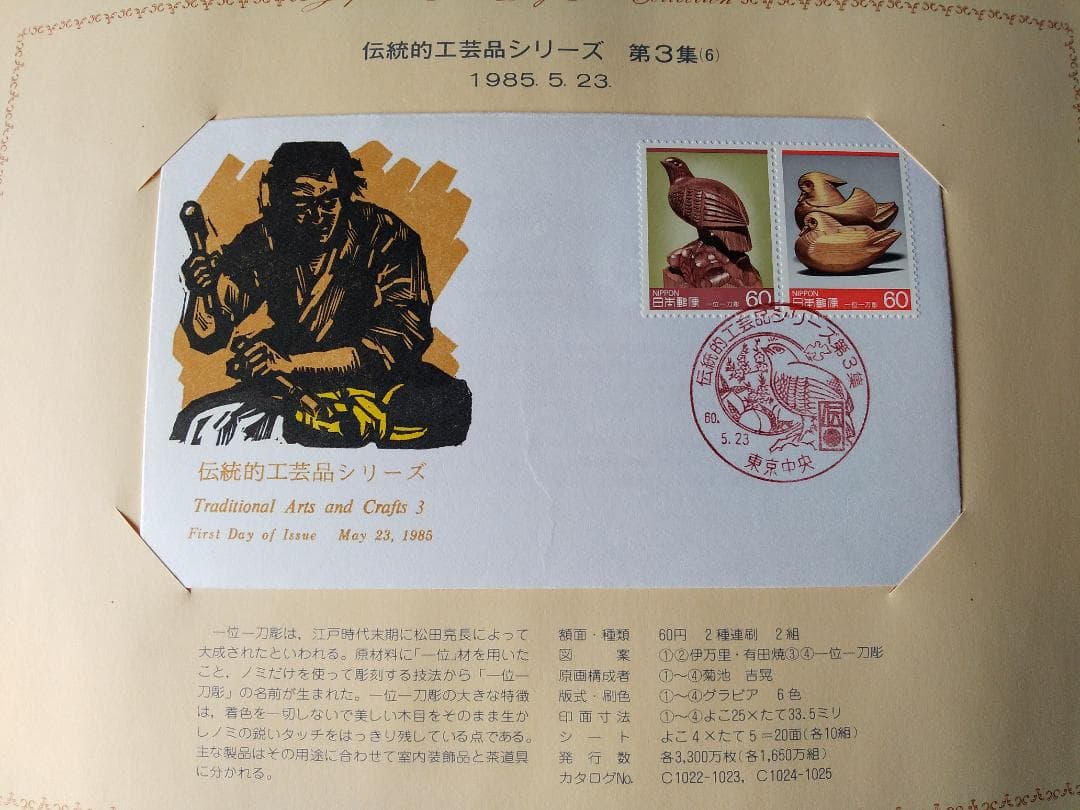 Collection
伝統的工芸品シリーズ 第3集(6)
1985. 5. 23.
NIPPON
日本郵便 一位一刀彫 60
NIPPON
日本郵便 一位一刀彫 60
伝統的工芸品シリーズ第3集
60.
5.23
東京中央
伝統的工芸品シリーズ
Traditional Arts and Crafts 3
First Day of Issue May 23, 1985
一位一刀彫は、江戸時代末期に松田亮長によって
大成されたといわれる。原材料に「一位」材を用いた
こと、ノミだけを使って彫刻する技法から「一位一
刀彫」の名前が生まれた。一位一刀彫の大きな特徴
は、着色を一切しないで美しい木目をそのまま生か
しノミの鋭いタッチをはっきり残している点である。
主な製品はその用途に合わせて室内装飾品と茶道具
に分かれる。
額面・種類 60円 2種連刷 2組
図案 ①②伊万里・有田焼③④一位一刀彫
原画構成者 ①～④菊池 吉晃
版式・刷色 ①～④グラビア 6色
印面寸法 ①～④よこ25×たて33.5ミリ
シート よこ4×たて5＝20面(各10組)
発行数 各3,300万枚(各1,650万組)
カタログNo. C1022-1023, C1024-1025